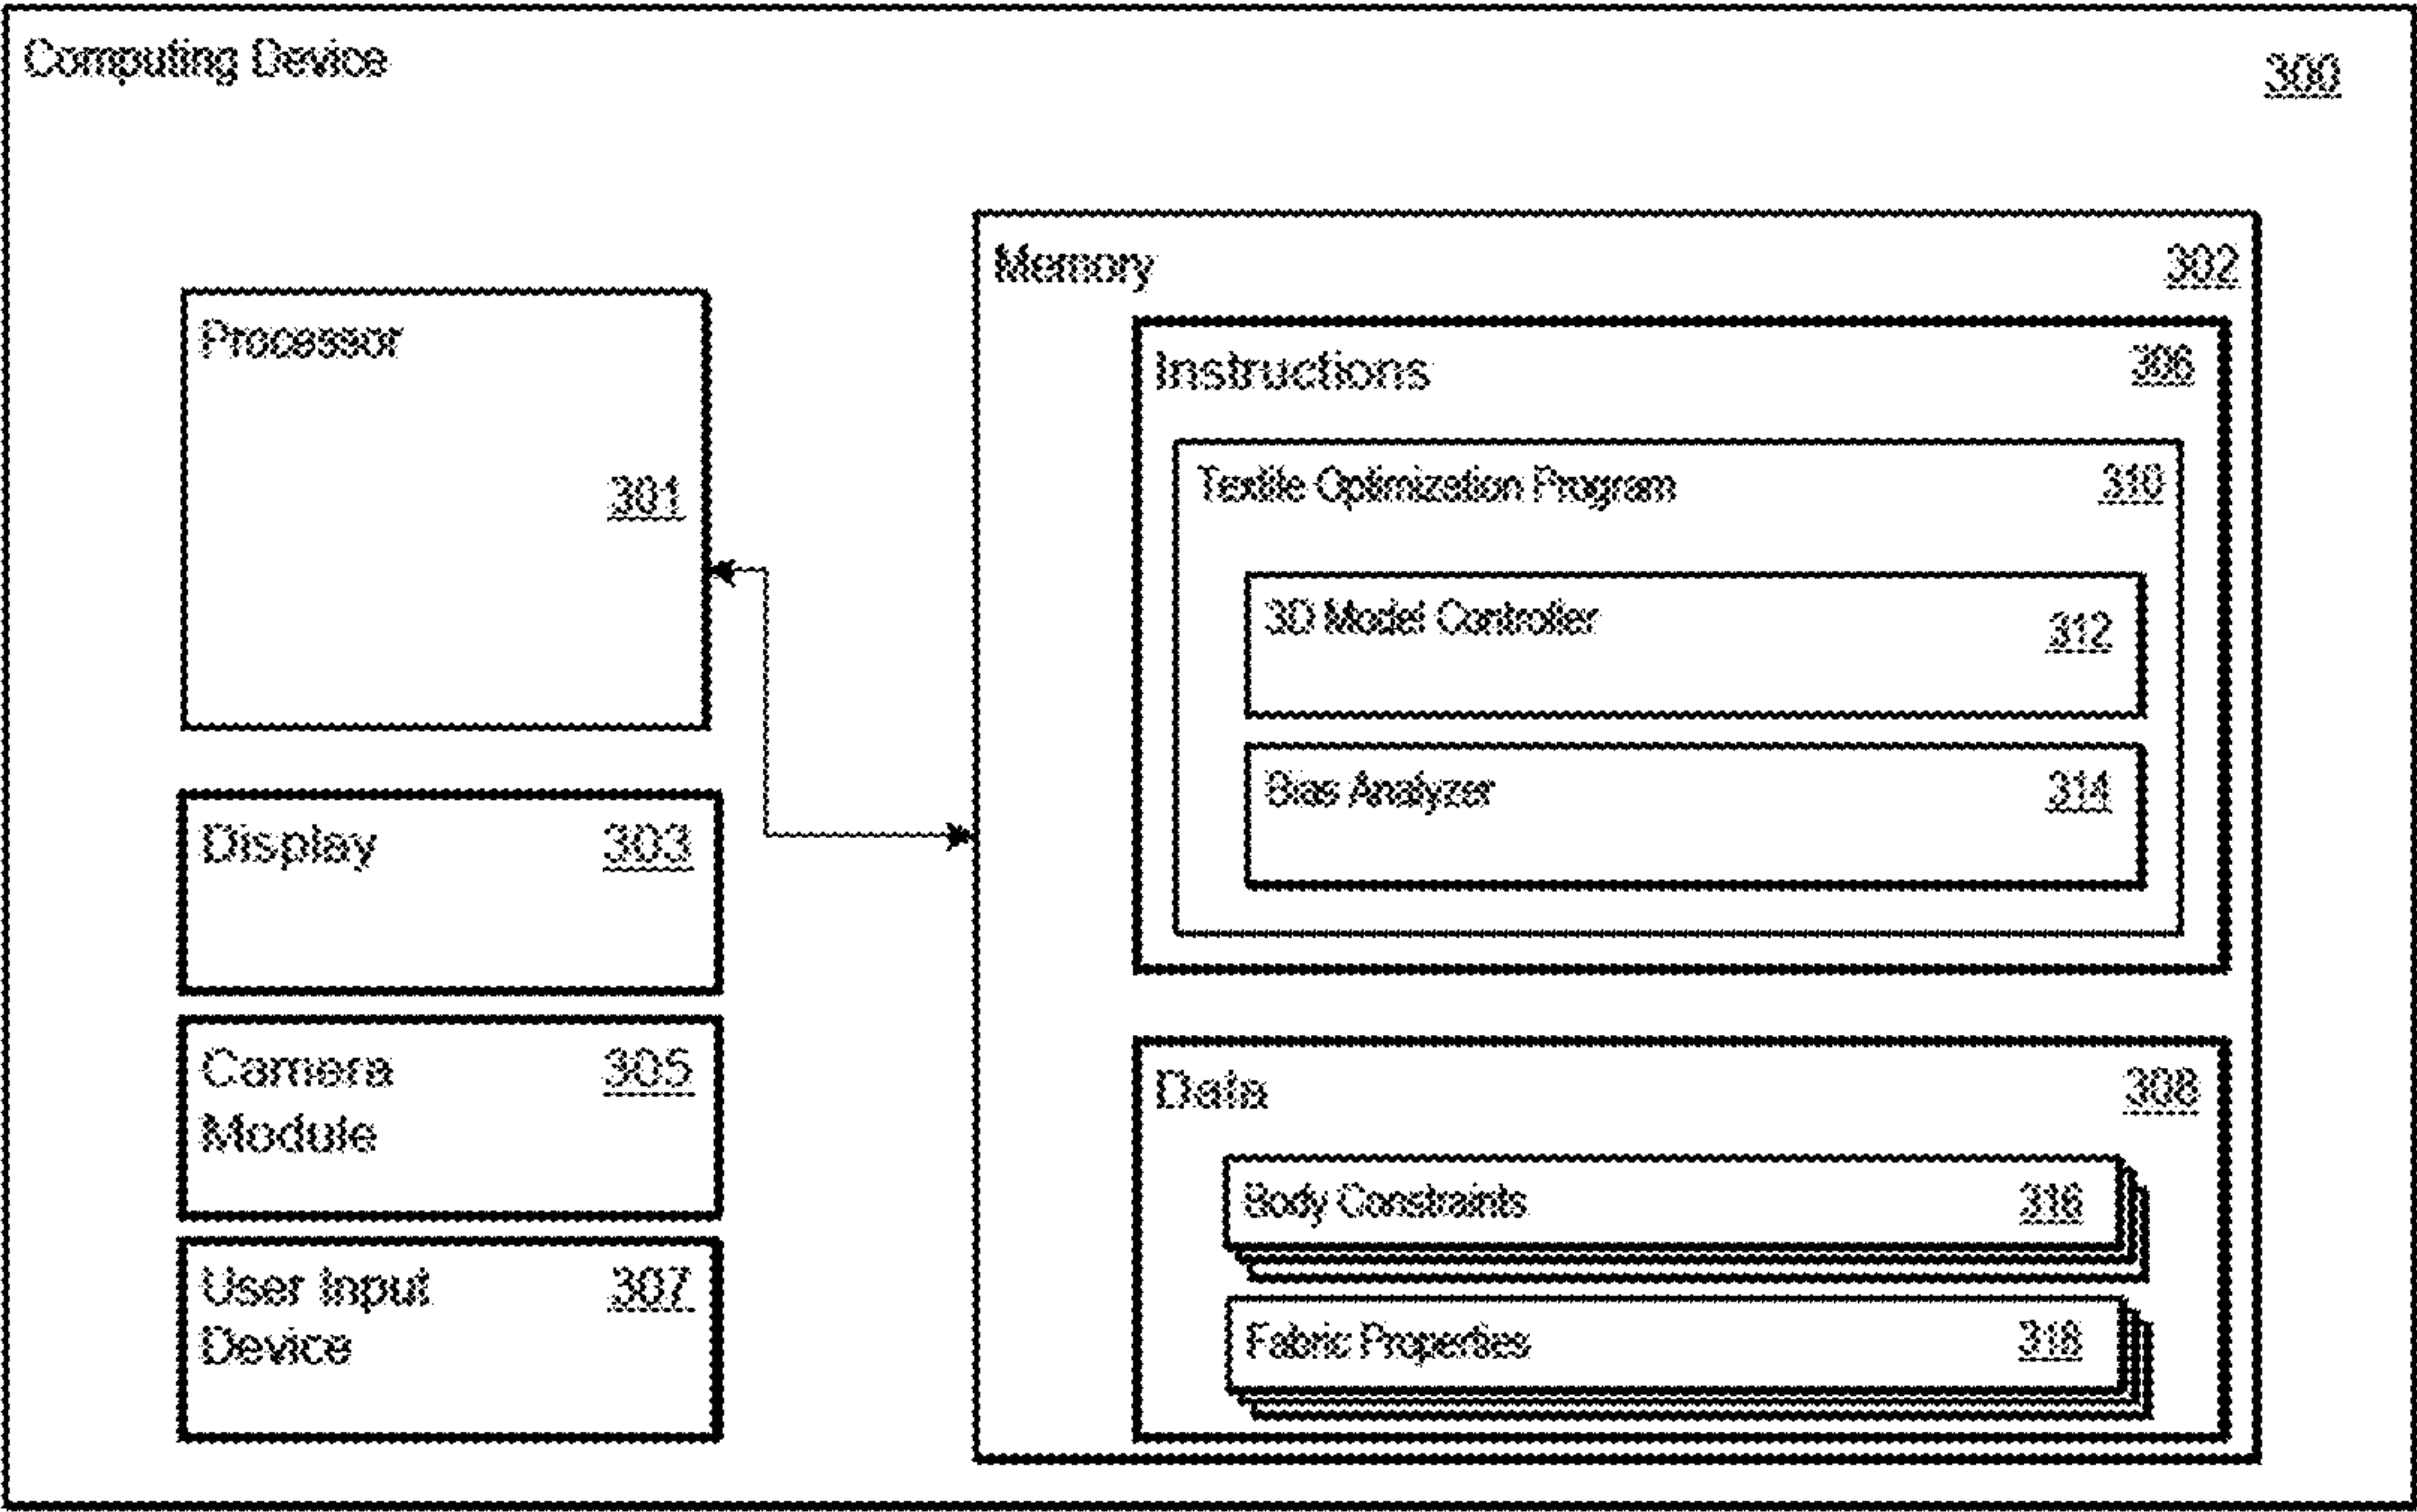 Computing Device 300
Processor
301
Display 303
Camera 305
Module
User Input 307
Device
Memory 302
Instructions 306
Textile Optimization Program 310
3D Model Controller 312
Bias Analyzer 314
Data 308
Body Constraints 316
Fabric Properties 318